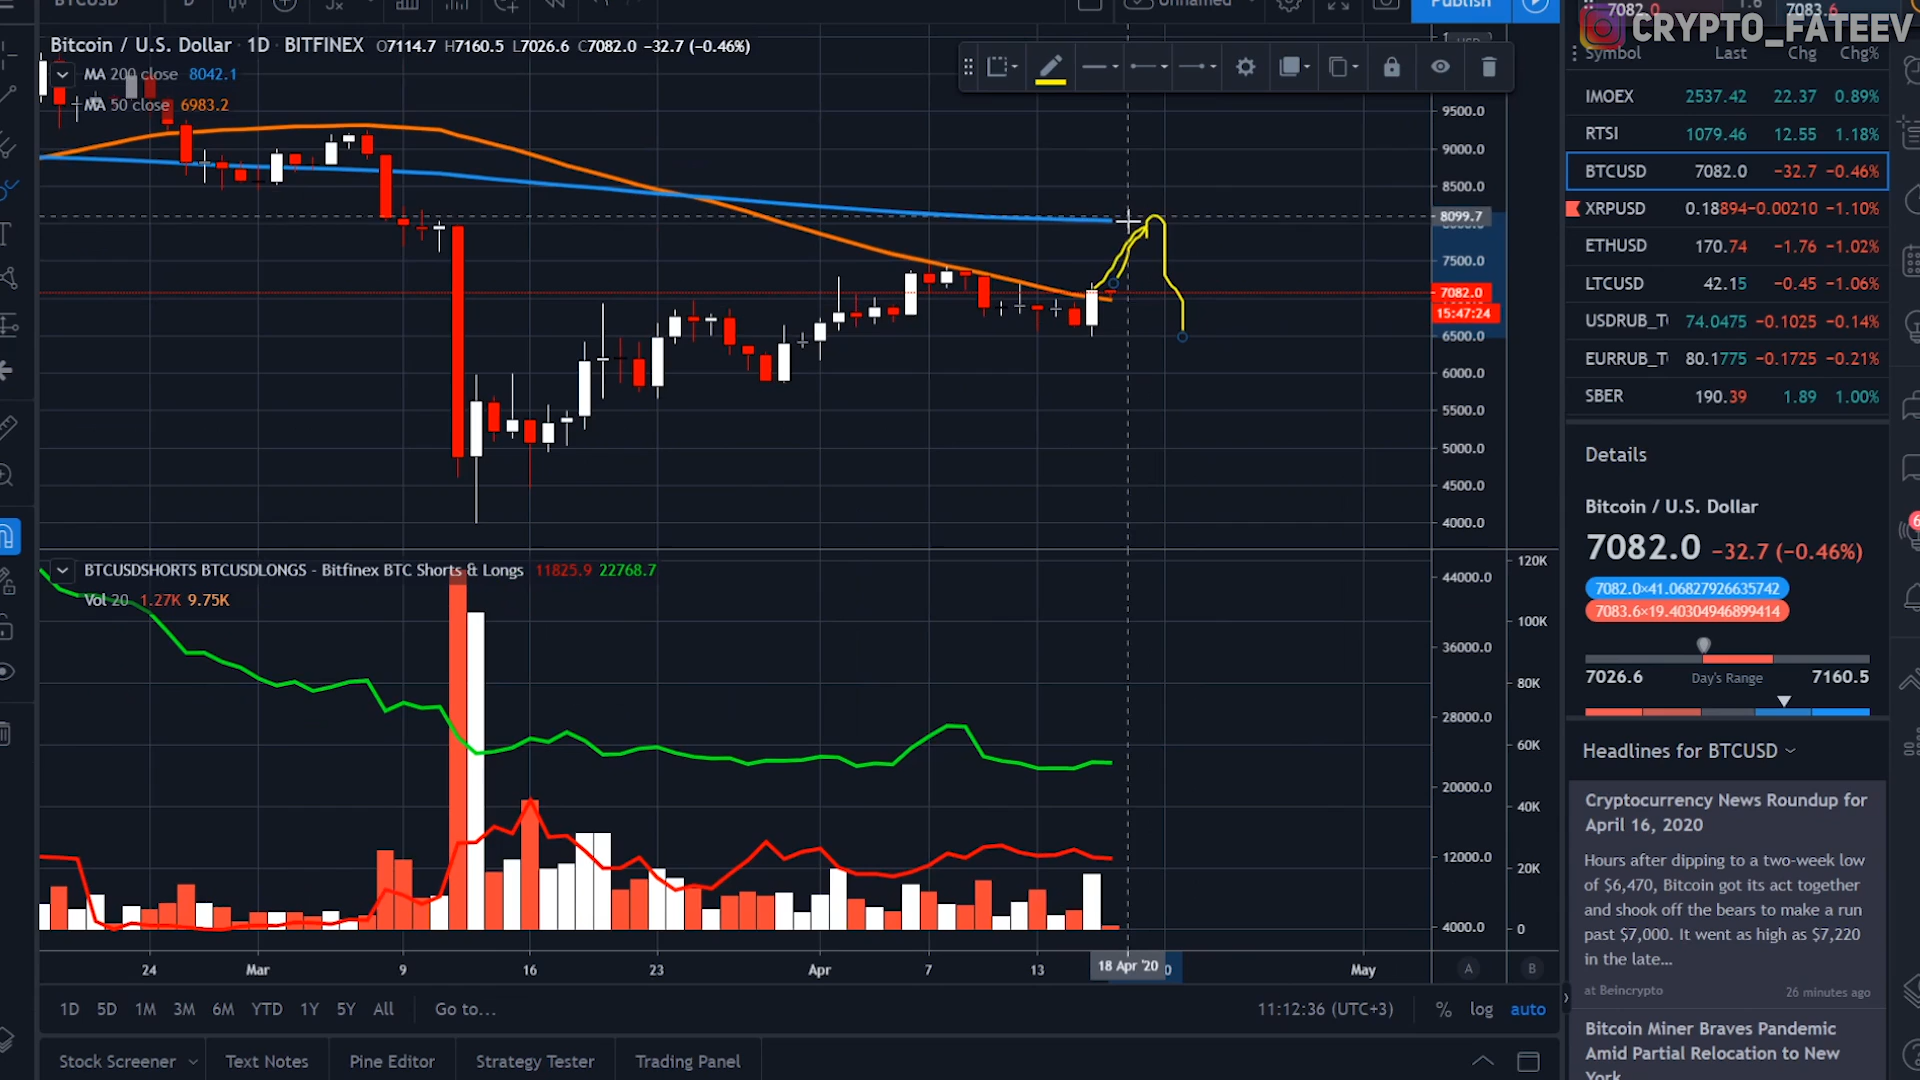 BTCUSD D Unnamed Publish 7082.0 1.6 7083.6
CRYPTO_FATEEV
Bitcoin / U.S. Dollar · 1D · BITFINEX O7114.7 H7160.5 L7026.6 C7082.0 −32.7 (−0.46%)
MA 200 close 8042.1
MA 50 close 6983.2
9500.0
9000.0
8500.0
8099.7
7500.0
7082.0
15:47:24
6500.0
6000.0
5500.0
5000.0
4500.0
4000.0
BTCUSDSHORTS BTCUSDLONGS - Bitfinex BTC Shorts & Longs 11825.9 22768.7
Vol 20 1.27K 9.75K
44000.0
36000.0
28000.0
20000.0
12000.0
4000.0
120K
100K
80K
60K
40K
20K
0
24 Mar 9 16 23 Apr 7 13 18 Apr '20 May
A B
1D 5D 1M 3M 6M YTD 1Y 5Y All Go to...
11:12:36 (UTC+3) % log auto
Stock Screener Text Notes Pine Editor Strategy Tester Trading Panel
Symbol Last Chg Chg%
IMOEX 2537.42 22.37 0.89%
RTSI 1079.46 12.55 1.18%
BTCUSD 7082.0 −32.7 −0.46%
XRPUSD 0.18894 −0.00210 −1.10%
ETHUSD 170.74 −1.76 −1.02%
LTCUSD 42.15 −0.45 −1.06%
USDRUB_T 74.0475 −0.1025 −0.14%
EURRUB_T 80.1775 −0.1725 −0.21%
SBER 190.39 1.89 1.00%
Details
Bitcoin / U.S. Dollar
7082.0 −32.7 (−0.46%)
7082.0×41.06827926635742
7083.6×19.40304946899414
7026.6 Day's Range 7160.5
Headlines for BTCUSD
Cryptocurrency News Roundup for
April 16, 2020
Hours after dipping to a two-week low
of $6,470, Bitcoin got its act together
and shook off the bears to make a run
past $7,000. It went as high as $7,220
in the late...
at Beincrypto 26 minutes ago
Bitcoin Miner Braves Pandemic
Amid Partial Relocation to New
York